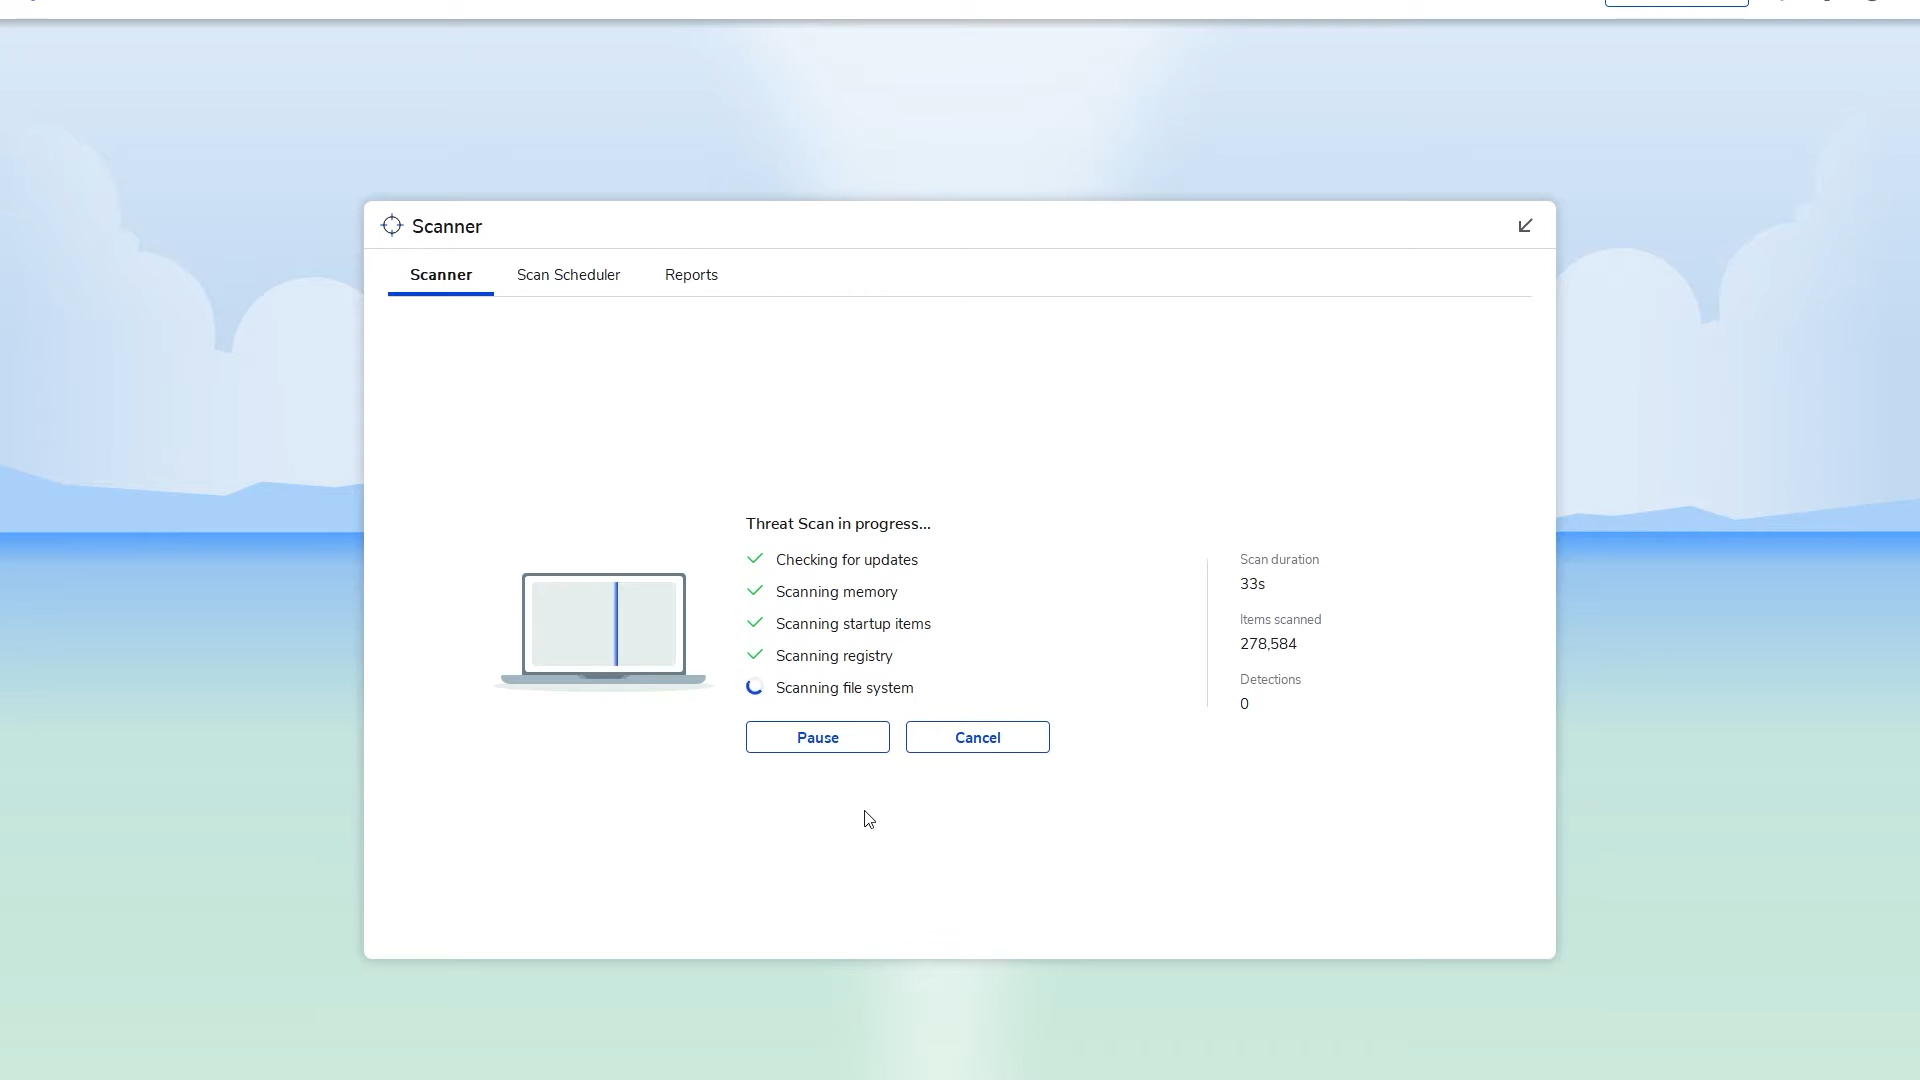 Scanner
Scanner
Scan Scheduler
Reports
Threat Scan in progress...
Checking for updates
Scanning memory
Scanning startup items
Scanning registry
Scanning file system
Pause
Cancel
Scan duration
33s
Items scanned
278,584
Detections
0